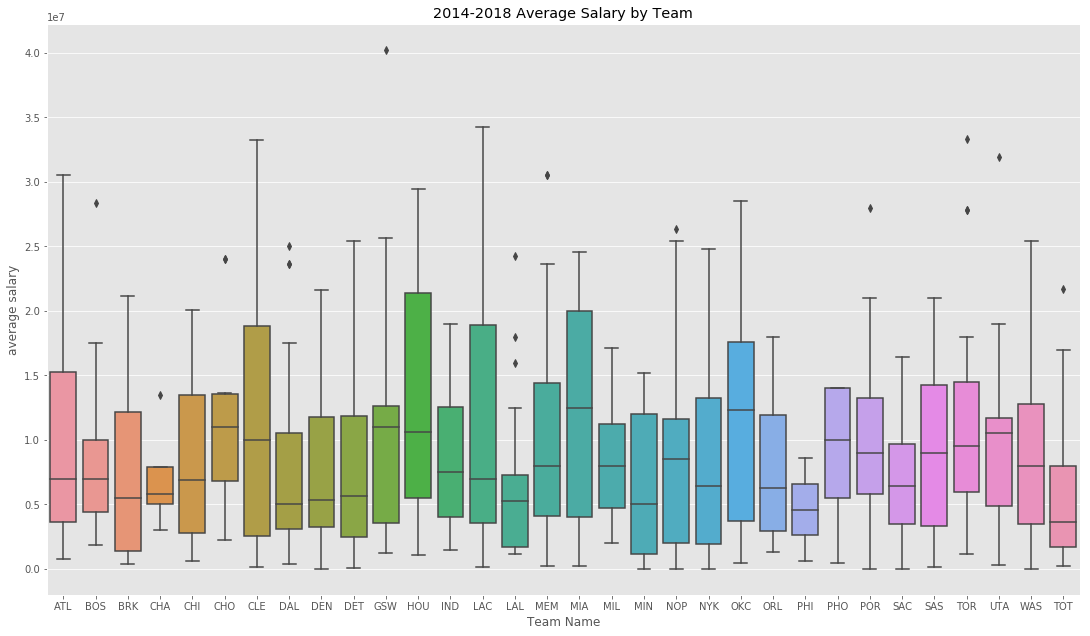 2014-2018 Average Salary by Team
1e7
4.0
3.5
3.0
2.5
2.0
1.5
1.0
0.5
0.0
average salary
ATL BOS BRK CHA CHI CHO CLE DAL DEN DET GSW HOU IND LAC LAL MEM MIA MIL MIN NOP NYK OKC ORL PHI PHO POR SAC SAS TOR UTA WAS TOT
Team Name